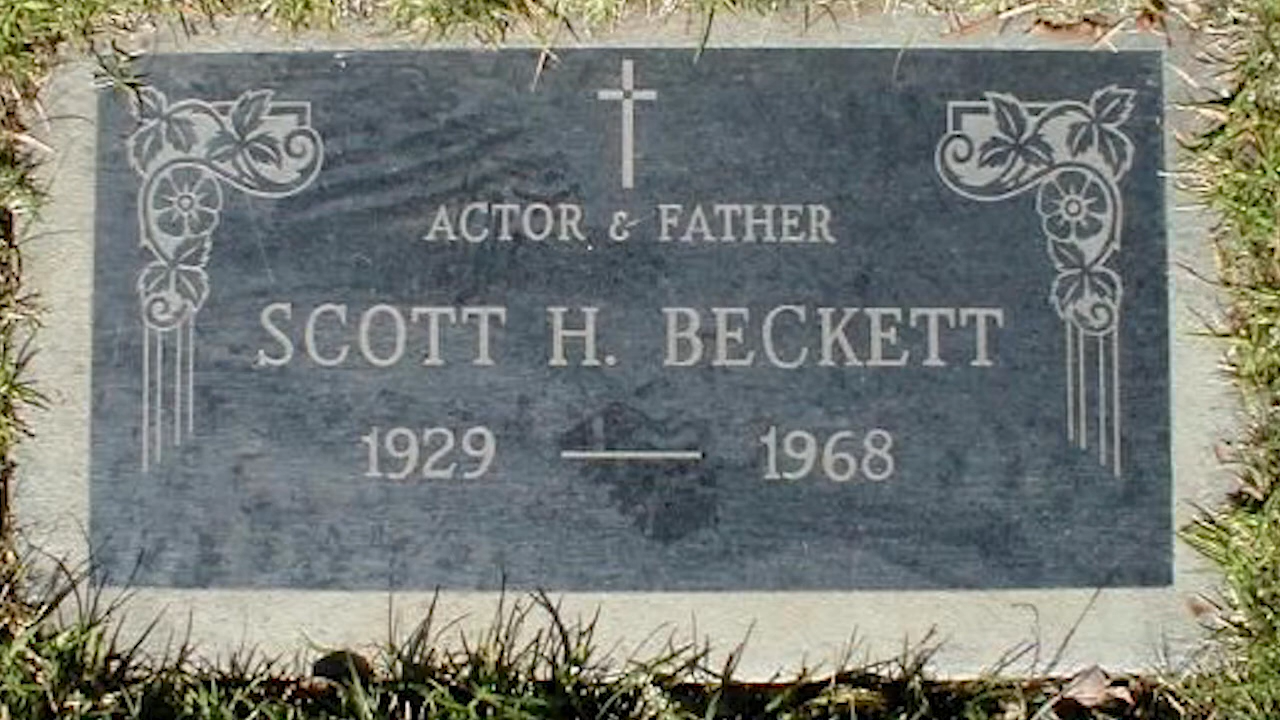 ACTOR & FATHER
SCOTT H. BECKETT
1929 — 1968